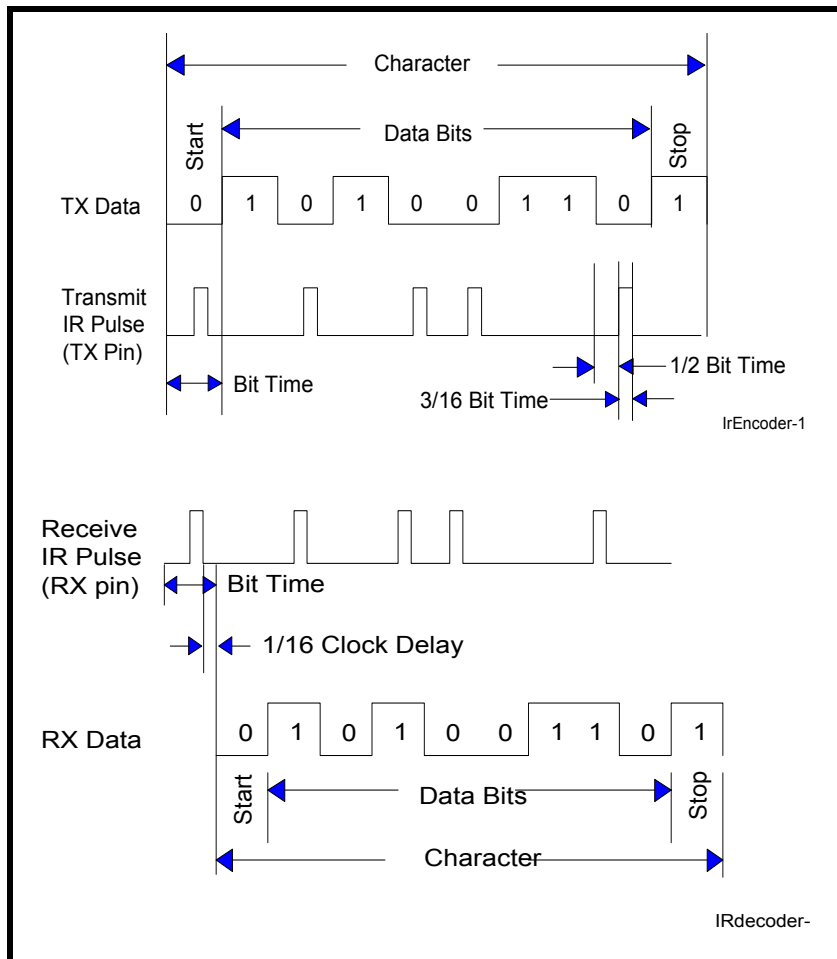 Character
Start
Data Bits
Stop
TX Data
0 1 0 1 0 0 1 1 0 1
Transmit
IR Pulse
(TX Pin)
Bit Time
1/2 Bit Time
3/16 Bit Time
IrEncoder-1
Receive
IR Pulse
(RX pin)
Bit Time
1/16 Clock Delay
RX Data
0 1 0 1 0 0 1 1 0 1
Start
Data Bits
Stop
Character
IRdecoder-